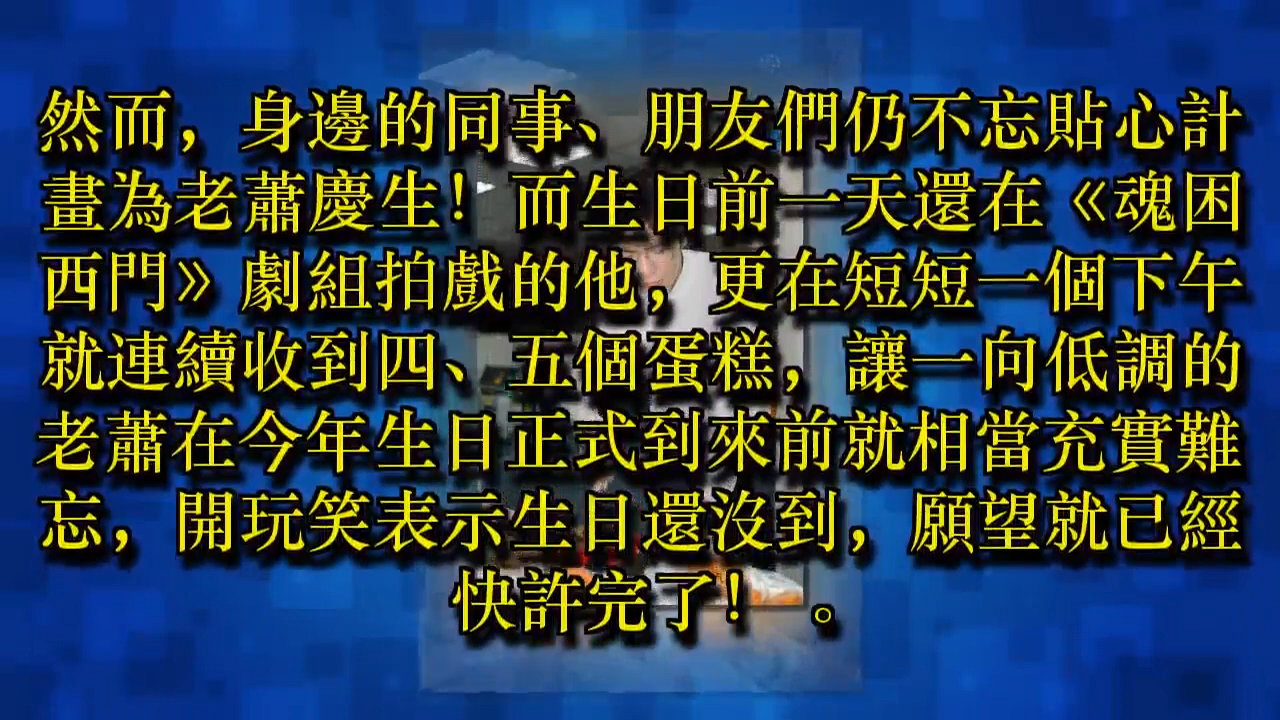 然而，身邊的同事、朋友們仍不忘貼心計
畫為老蕭慶生！而生日前一天還在《魂困
西門》劇組拍戲的他，更在短短一個下午
就連續收到四、五個蛋糕，讓一向低調的
老蕭在今年生日正式到來前就相當充實難
忘，開玩笑表示生日還沒到，願望就已經
快許完了！ 。